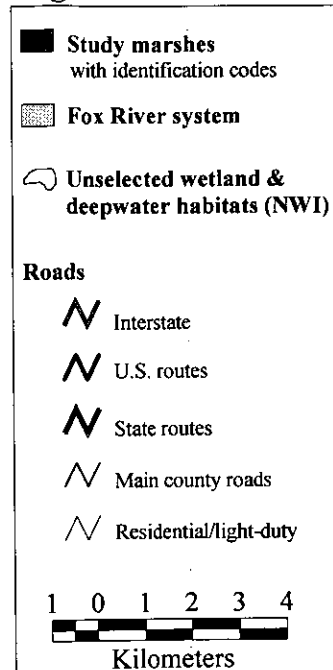 Study marshes
with identification codes
Fox River system
Unselected wetland &
deepwater habitats (NWI)
Roads
Interstate
U.S. routes
State routes
Main county roads
Residential/light-duty
1 0 1 2 3 4
Kilometers